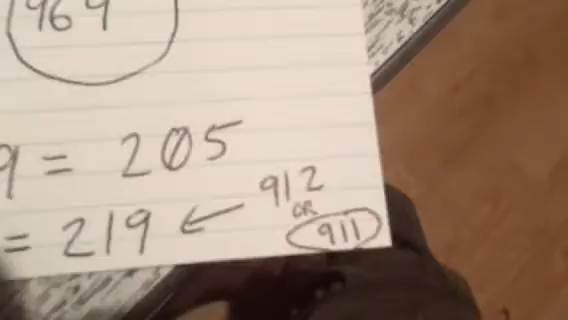 969
9 = 205
= 219 ← 912
OR
911